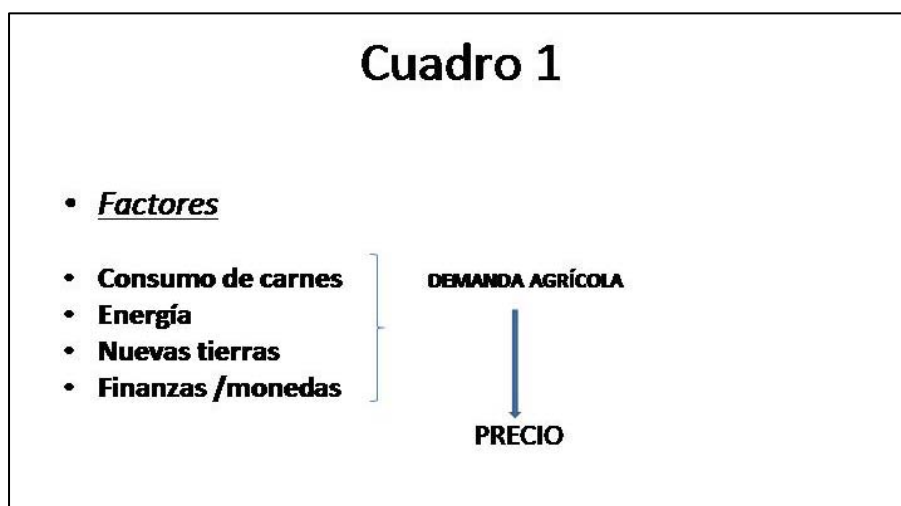 Cuadro 1
• Factores
• Consumo de carnes
• Energía
• Nuevas tierras
• Finanzas /monedas
DEMANDA AGRÍCOLA
PRECIO